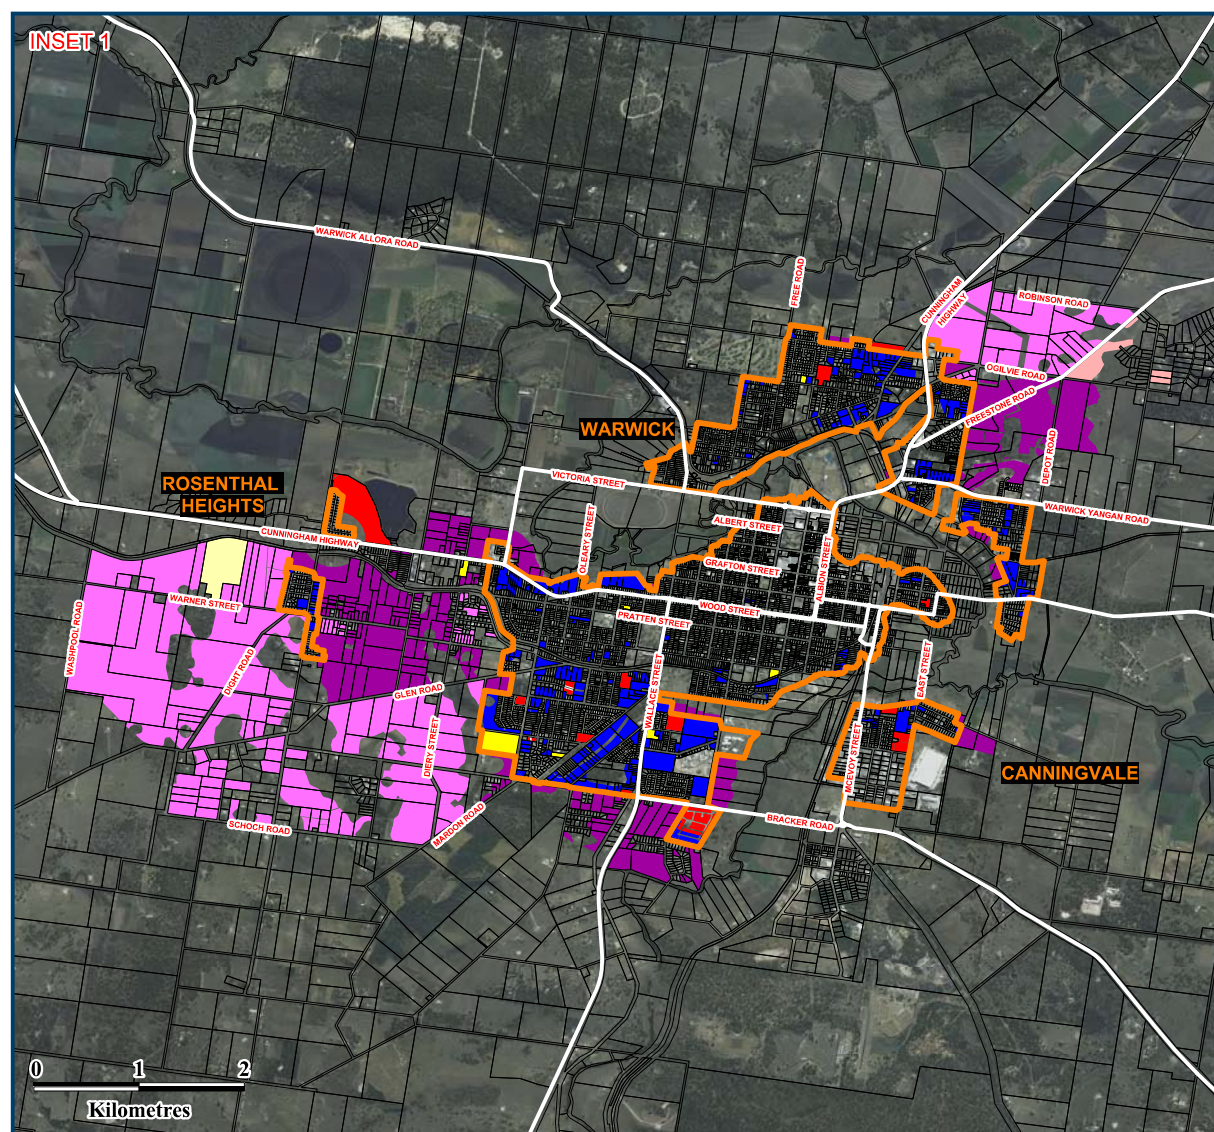 INSET 1
WARWICK ALLORA ROAD
FREE ROAD
CUNNINGHAM
HIGHWAY
ROBINSON ROAD
OGILVIE ROAD
FREESTONE ROAD
WARWICK
DEPOT ROAD
ROSENTHAL
HEIGHTS
VICTORIA STREET
WARWICK YANGAN ROAD
ALBERT STREET
OLEARY STREET
CUNNINGHAM HIGHWAY
GRAFTON STREET
ALBION STREET
WARNER STREET
WOOD STREET
PRATTEN STREET
WASHPOOL ROAD
DIGHT ROAD
EAST STREET
GLEN ROAD
WALLACE STREET
DIERY STREET
MCEVOY STREET
CANNINGVALE
MARDON ROAD
SCHOCH ROAD
BRACKER ROAD
0 1 2
Kilometres